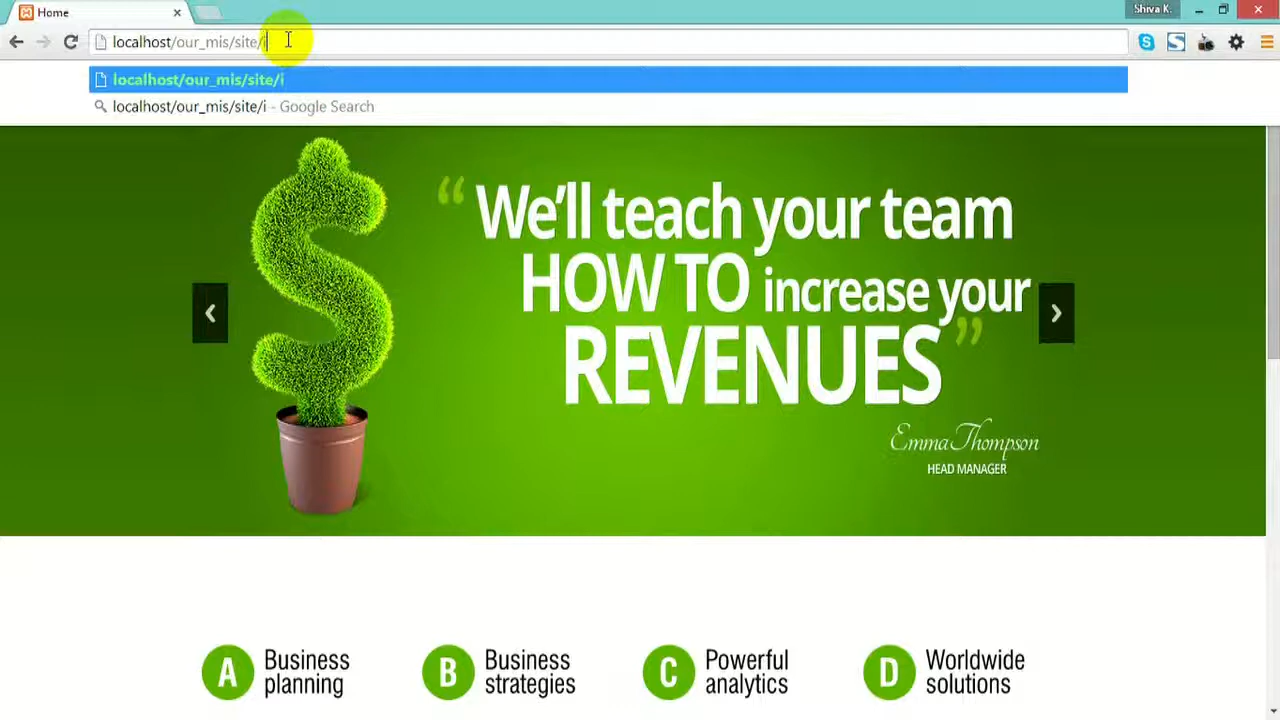 Home
Shiva K.
localhost/our_mis/site/i
localhost/our_mis/site/i
localhost/our_mis/site/i - Google Search
“ We'll teach your team
HOW TO increase your
REVENUES ”
Emma Thompson
HEAD MANAGER
A Business planning
B Business strategies
C Powerful analytics
D Worldwide solutions